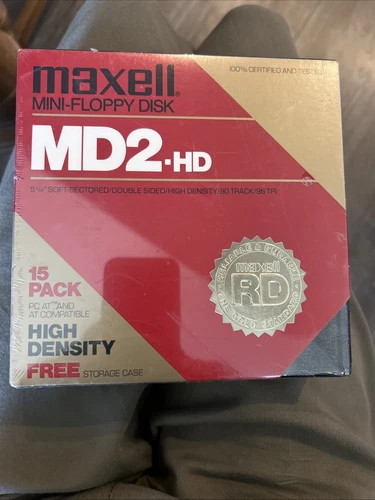 maxell
100% CERTIFIED AND TESTED
MINI-FLOPPY DISK
MD2-HD
5¼" SOFT-SECTORED/DOUBLE SIDED/HIGH DENSITY/80 TRACK/96 TPI
15
PACK
PC AT™ AND
AT COMPATIBLE
HIGH
DENSITY
FREE STORAGE CASE
maxell
RD